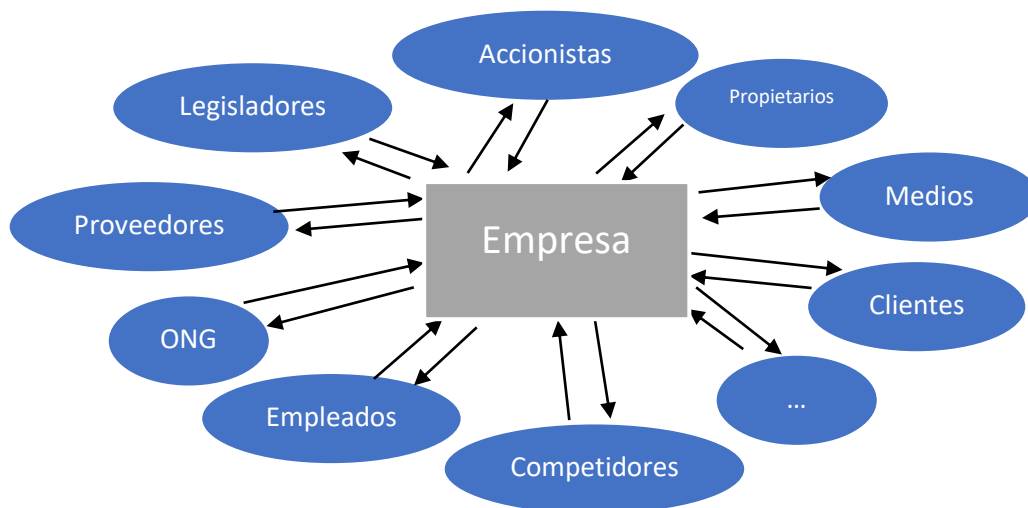 Accionistas
Propietarios
Legisladores
Medios
Proveedores
Empresa
Clientes
ONG
...
Empleados
Competidores